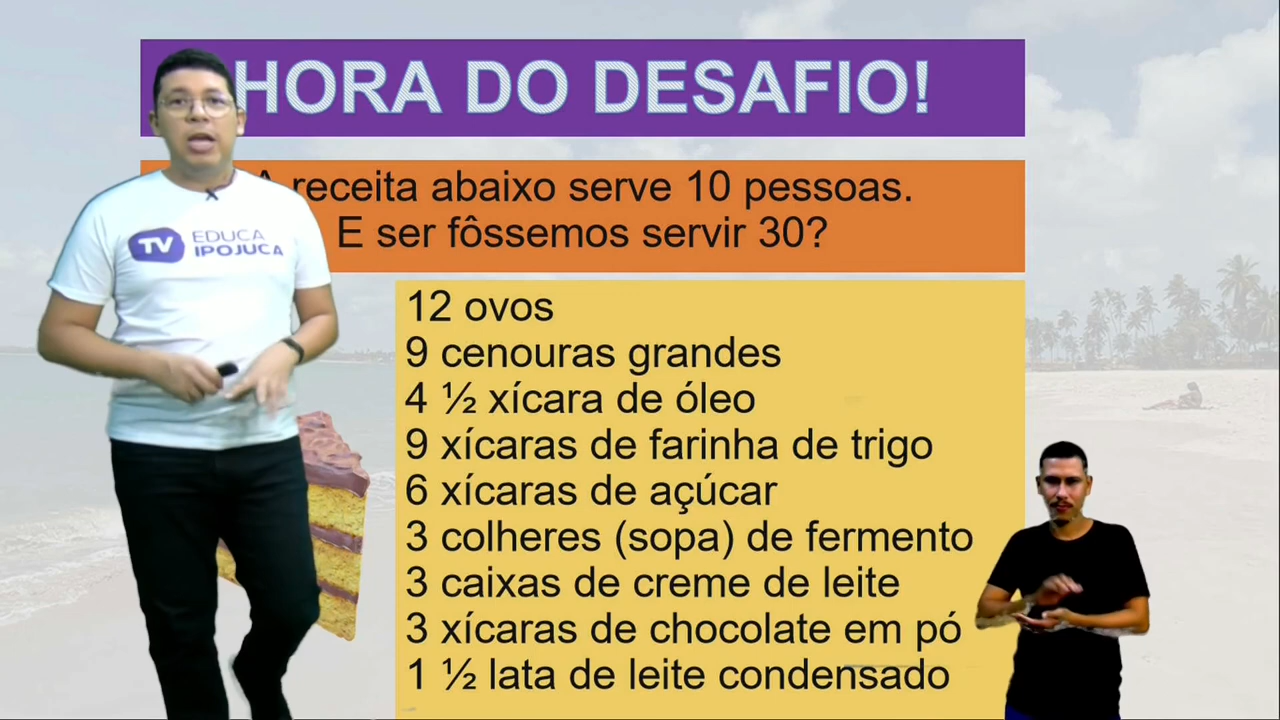 HORA DO DESAFIO!
A receita abaixo serve 10 pessoas.
E ser fôssemos servir 30?
TV EDUCA
IPOJUCA
12 ovos
9 cenouras grandes
4 ½ xícara de óleo
9 xícaras de farinha de trigo
6 xícaras de açúcar
3 colheres (sopa) de fermento
3 caixas de creme de leite
3 xícaras de chocolate em pó
1 ½ lata de leite condensado